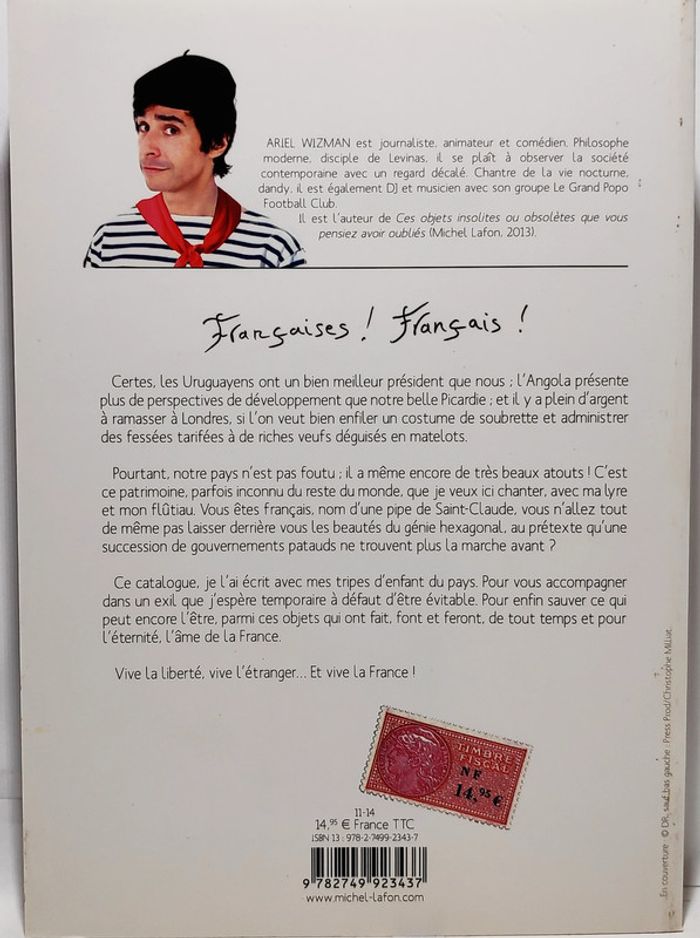 ARIEL WIZMAN est journaliste, animateur et comédien. Philosophe
moderne, disciple de Levinas, il se plaît à observer la société
contemporaine avec un regard décalé. Chantre de la vie nocturne,
dandy, il est également DJ et musicien avec son groupe Le Grand Popo
Football Club.
Il est l'auteur de Ces objets insolites ou obsolètes que vous
pensiez avoir oubliés (Michel Lafon, 2013).
Françaises ! Français !
Certes, les Uruguayens ont un bien meilleur président que nous ; l'Angola présente
plus de perspectives de développement que notre belle Picardie ; et il y a plein d'argent
à ramasser à Londres, si l'on veut bien enfiler un costume de soubrette et administrer
des fessées tarifées à de riches veufs déguisés en matelots.
Pourtant, notre pays n'est pas foutu ; il a même encore de très beaux atouts ! C'est
ce patrimoine, parfois inconnu du reste du monde, que je veux ici chanter, avec ma lyre
et mon flûtiau. Vous êtes français, nom d'une pipe de Saint-Claude, vous n'allez tout
de même pas laisser derrière vous les beautés du génie hexagonal, au prétexte qu'une
succession de gouvernements patauds ne trouvent plus la marche avant ?
Ce catalogue, je l'ai écrit avec mes tripes d'enfant du pays. Pour vous accompagner
dans un exil que j'espère temporaire à défaut d'être évitable. Pour enfin sauver ce qui
peut encore l'être, parmi ces objets qui ont fait, font et feront, de tout temps et pour
l'éternité, l'âme de la France.
Vive la liberté, vive l'étranger... Et vive la France !
TIMBRE
FISCAL
NF
14,95 €
11-14
14,95 € France TTC
ISBN 13 : 978-2-7499-2343-7
9 782749 923437
www.michel-lafon.com
En couverture : © DR, sauf bas gauche : Press Prod/Christophe Milliat.